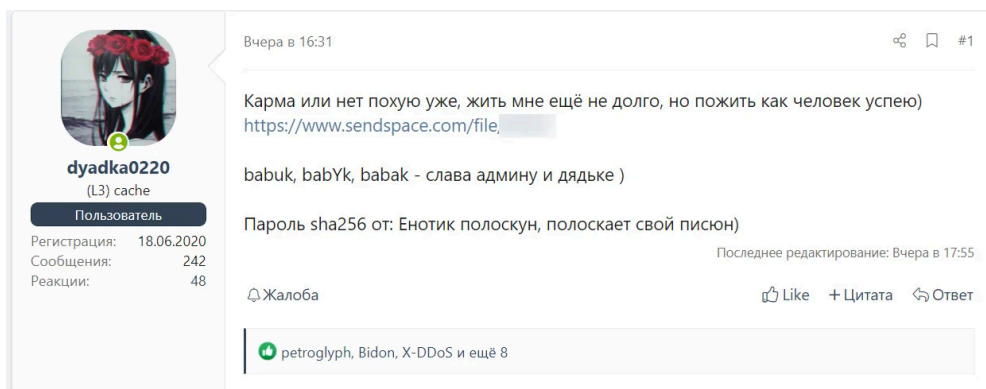 Вчера в 16:31
#1
Карма или нет похую уже, жить мне ещё не долго, но пожить как человек успею)
https://www.sendspace.com/file/
dyadka0220
(L3) cache
Пользователь
Регистрация: 18.06.2020
Сообщения: 242
Реакции: 48
babuk, babYk, babak - слава админу и дядьке )
Пароль sha256 от: Енотик полоскун, полоскает свой писюн)
Последнее редактирование: Вчера в 17:55
Жалоба
Like +Цитата Ответ
petroglyph, Bidon, X-DDoS и ещё 8